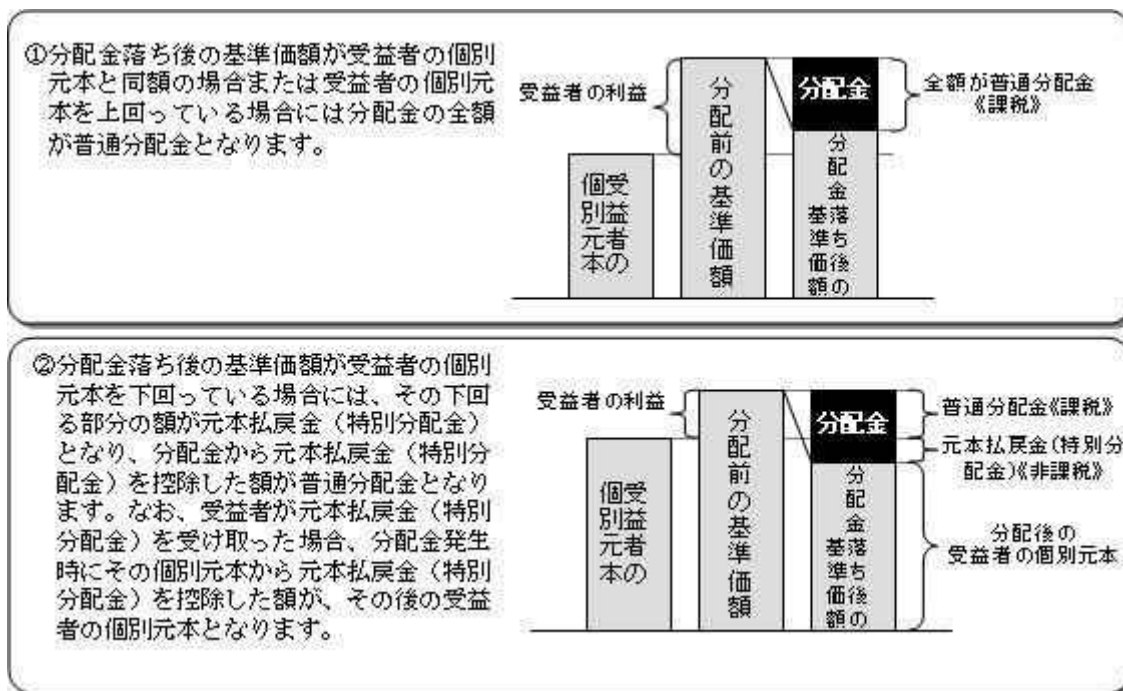 ①分配金落ち後の基準価額が受益者の個別
元本と同額の場合または受益者の個別元
本を上回っている場合には分配金の全額
が普通分配金となります。
受益者の利益
受益者の
個別元本
分配前の基準価額
分配金
分配金落ち後の
基準価額
全額が普通分配金
《課税》
②分配金落ち後の基準価額が受益者の個別
元本を下回っている場合には、その下回
る部分の額が元本払戻金（特別分配金）
となり、分配金から元本払戻金（特別分
配金）を控除した額が普通分配金となり
ます。なお、受益者が元本払戻金（特別
分配金）を受け取った場合、分配金発生
時にその個別元本から元本払戻金（特別
分配金）を控除した額が、その後の受益
者の個別元本となります。
受益者の利益
受益者の
個別元本
分配前の基準価額
分配金
分配金落ち後の
基準価額
普通分配金《課税》
元本払戻金(特別分
配金)《非課税》
分配後の
受益者の個別元本